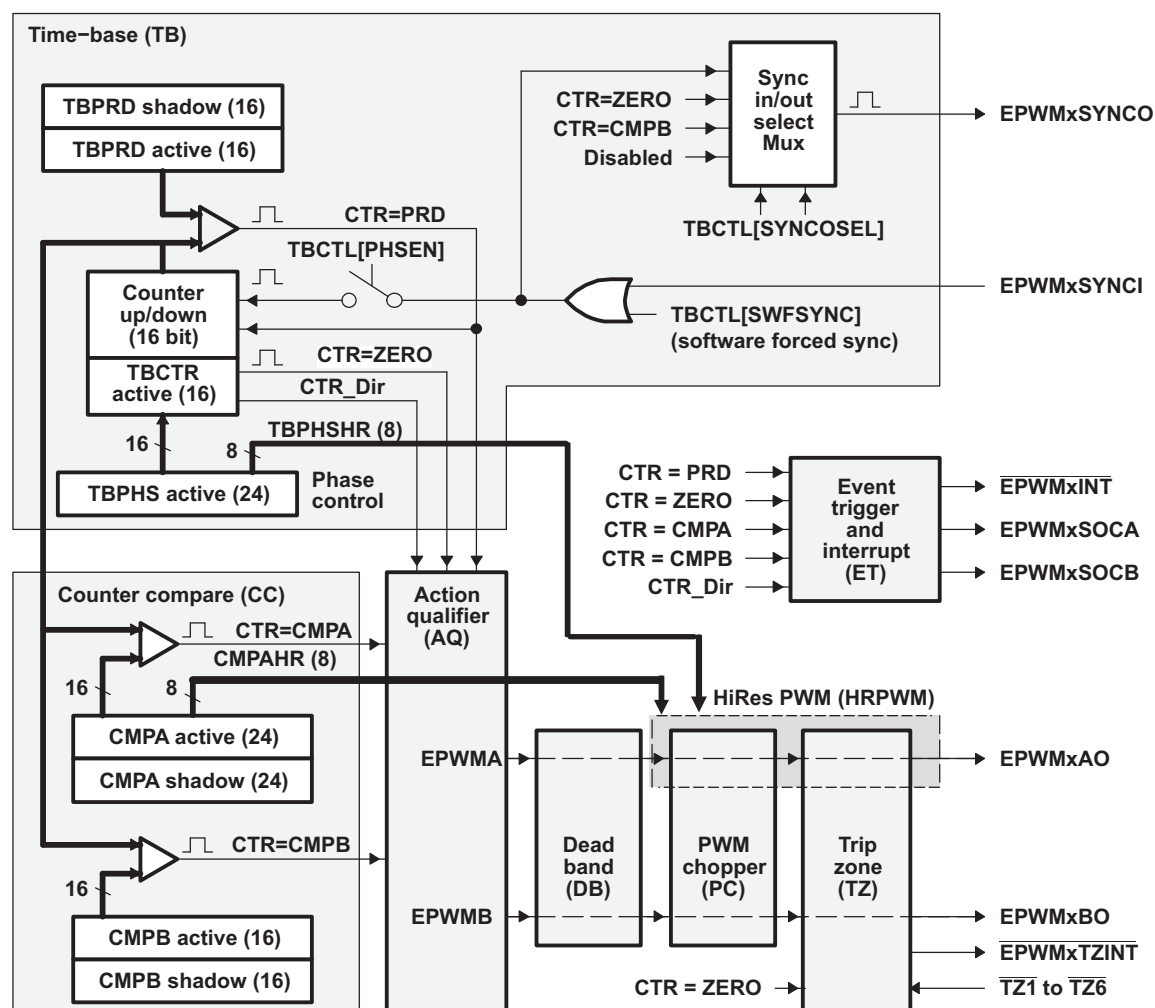 Time−base (TB)
TBPRD shadow (16)
TBPRD active (16)
CTR=PRD
TBCTL[PHSEN]
Counter
up/down
(16 bit)
TBCTR
active (16)
CTR=ZERO
CTR_Dir
16
8
TBPHSHR (8)
TBPHS active (24)
Phase
control
CTR=ZERO
CTR=CMPB
Disabled
Sync
in/out
select
Mux
TBCTL[SYNCOSEL]
EPWMxSYNCO
EPWMxSYNCI
TBCTL[SWFSYNC]
(software forced sync)
CTR = PRD
CTR = ZERO
CTR = CMPA
CTR = CMPB
CTR_Dir
Event
trigger
and
interrupt
(ET)
EPWMxINT
EPWMxSOCA
EPWMxSOCB
Counter compare (CC)
CTR=CMPA
CMPAHR (8)
16
8
CMPA active (24)
CMPA shadow (24)
CTR=CMPB
16
CMPB active (16)
CMPB shadow (16)
Action
qualifier
(AQ)
EPWMA
EPWMB
HiRes PWM (HRPWM)
Dead
band
(DB)
PWM
chopper
(PC)
Trip
zone
(TZ)
CTR = ZERO
EPWMxAO
EPWMxBO
EPWMxTZINT
TZ1 to TZ6